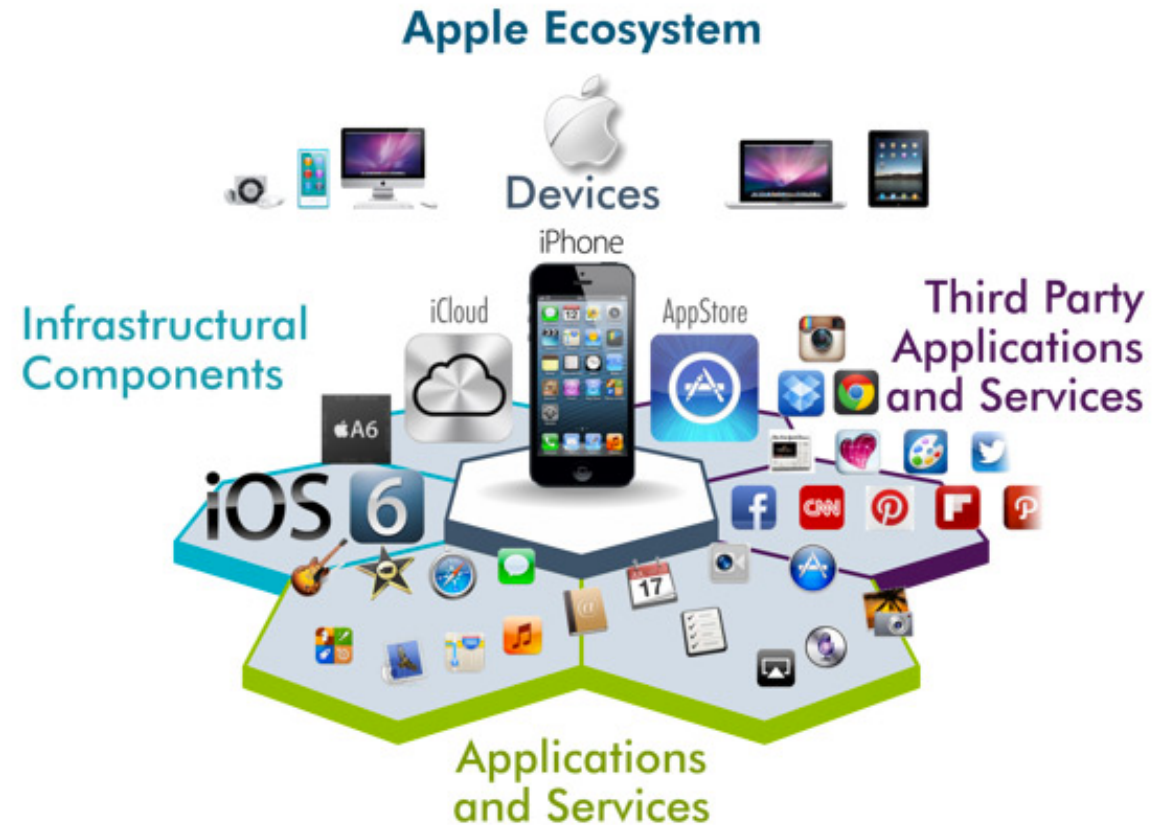 Apple Ecosystem
Devices
iPhone
iCloud
AppStore
Infrastructural
Components
Third Party
Applications
and Services
A6
iOS 6
CNN
17
@
Applications
and Services